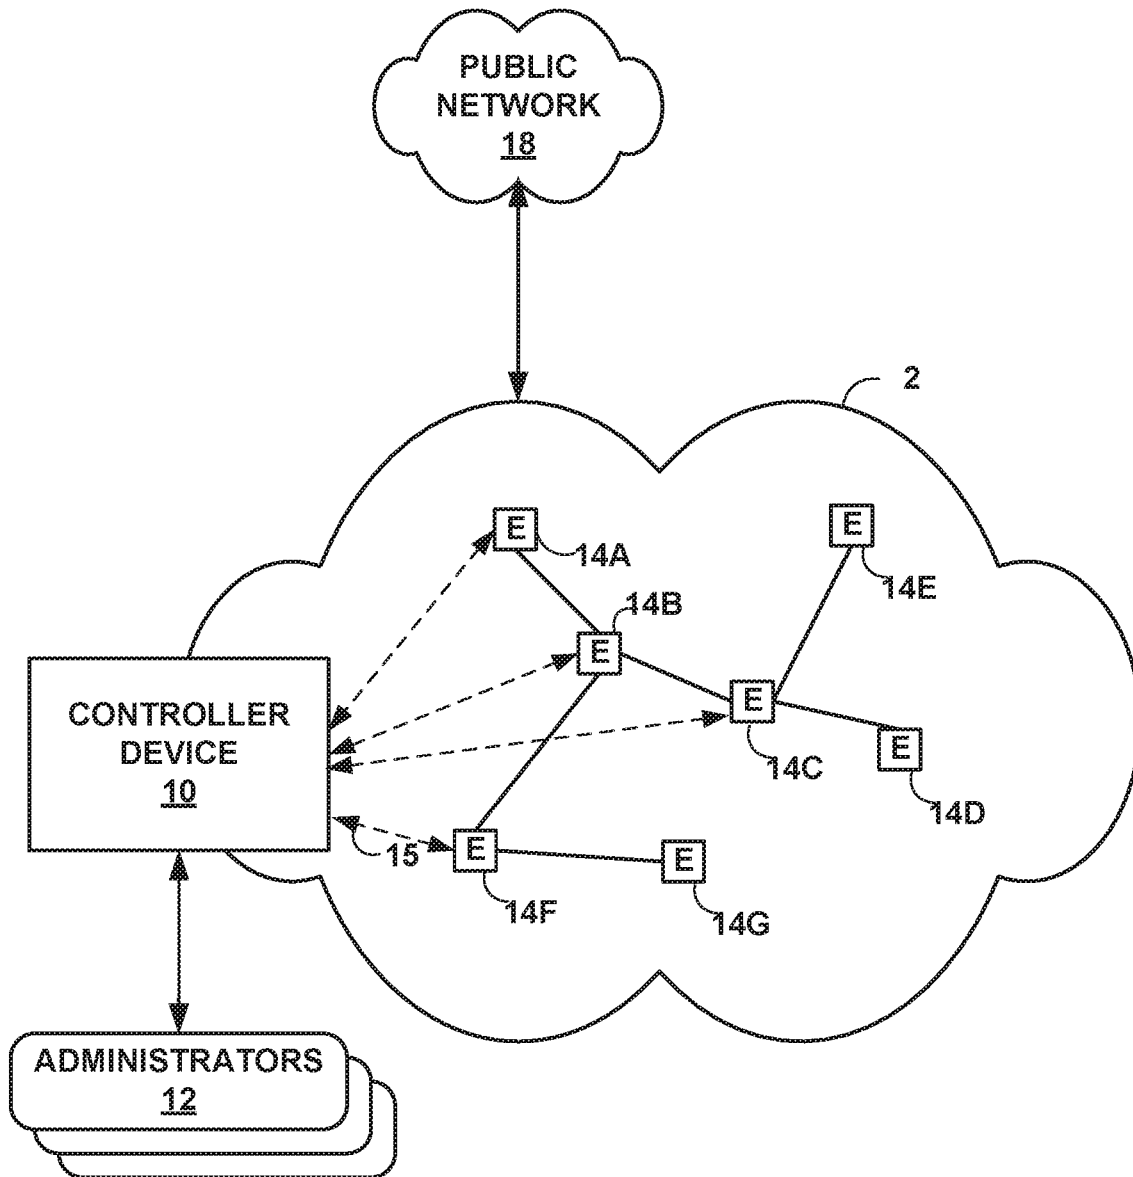 PUBLIC
NETWORK
18
2
E
14A
E
14E
14B
E
E
14C
E
14D
CONTROLLER
DEVICE
10
15
E
14F
E
14G
ADMINISTRATORS
12